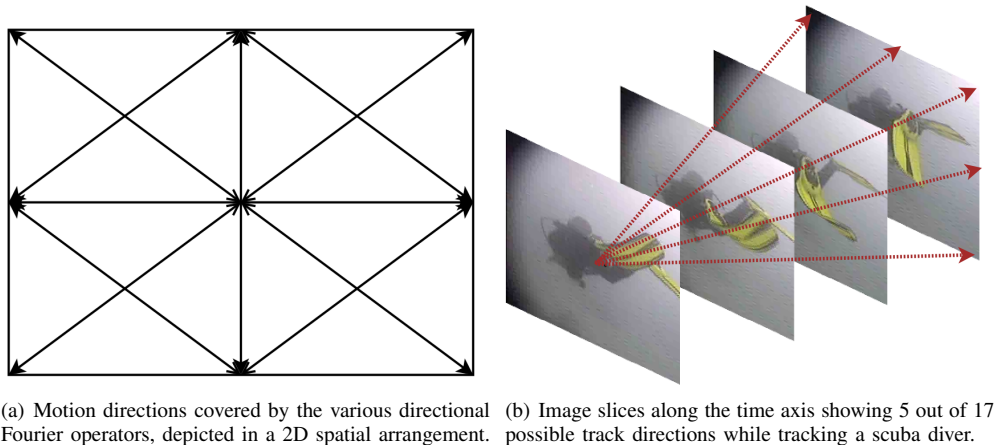 (a) Motion directions covered by the various directional
Fourier operators, depicted in a 2D spatial arrangement.
(b) Image slices along the time axis showing 5 out of 17
possible track directions while tracking a scuba diver.